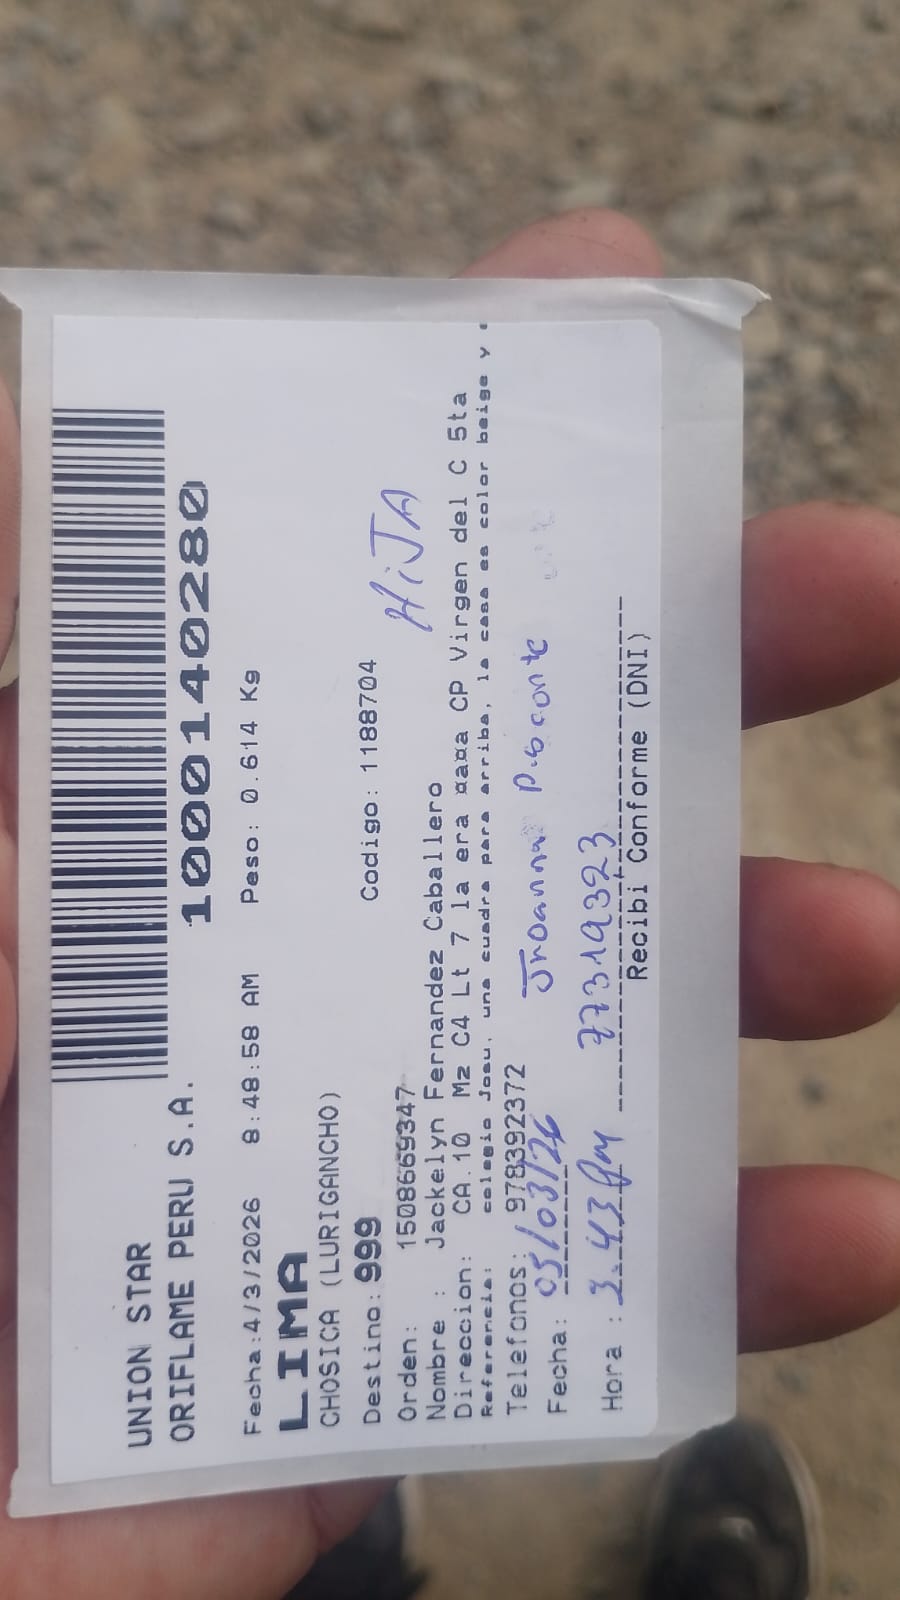 UNION STAR
ORIFLAME PERU S.A.
1000140280
Fecha:4/3/2026 8:48:58 AM Peso: 0.614 Kg
LIMA
CHOSICA (LURIGANCHO)
Destino: 999 Codigo: 1188704
Orden: 1508669347
HiJA
Nombre : Jackelyn Fernandez Caballero
Direccion: CA.10 Mz C4 Lt 7 la era ¤a¤a CP Virgen del C 5ta
Referencia: colegio Josu, una cuadra para arriba, la casa es color beige y
Telefonos: 978392372
Jhoanna Pisconte
Fecha: 05/03/26
Hora : 3:43 Pm 77319323
Recibi Conforme (DNI)